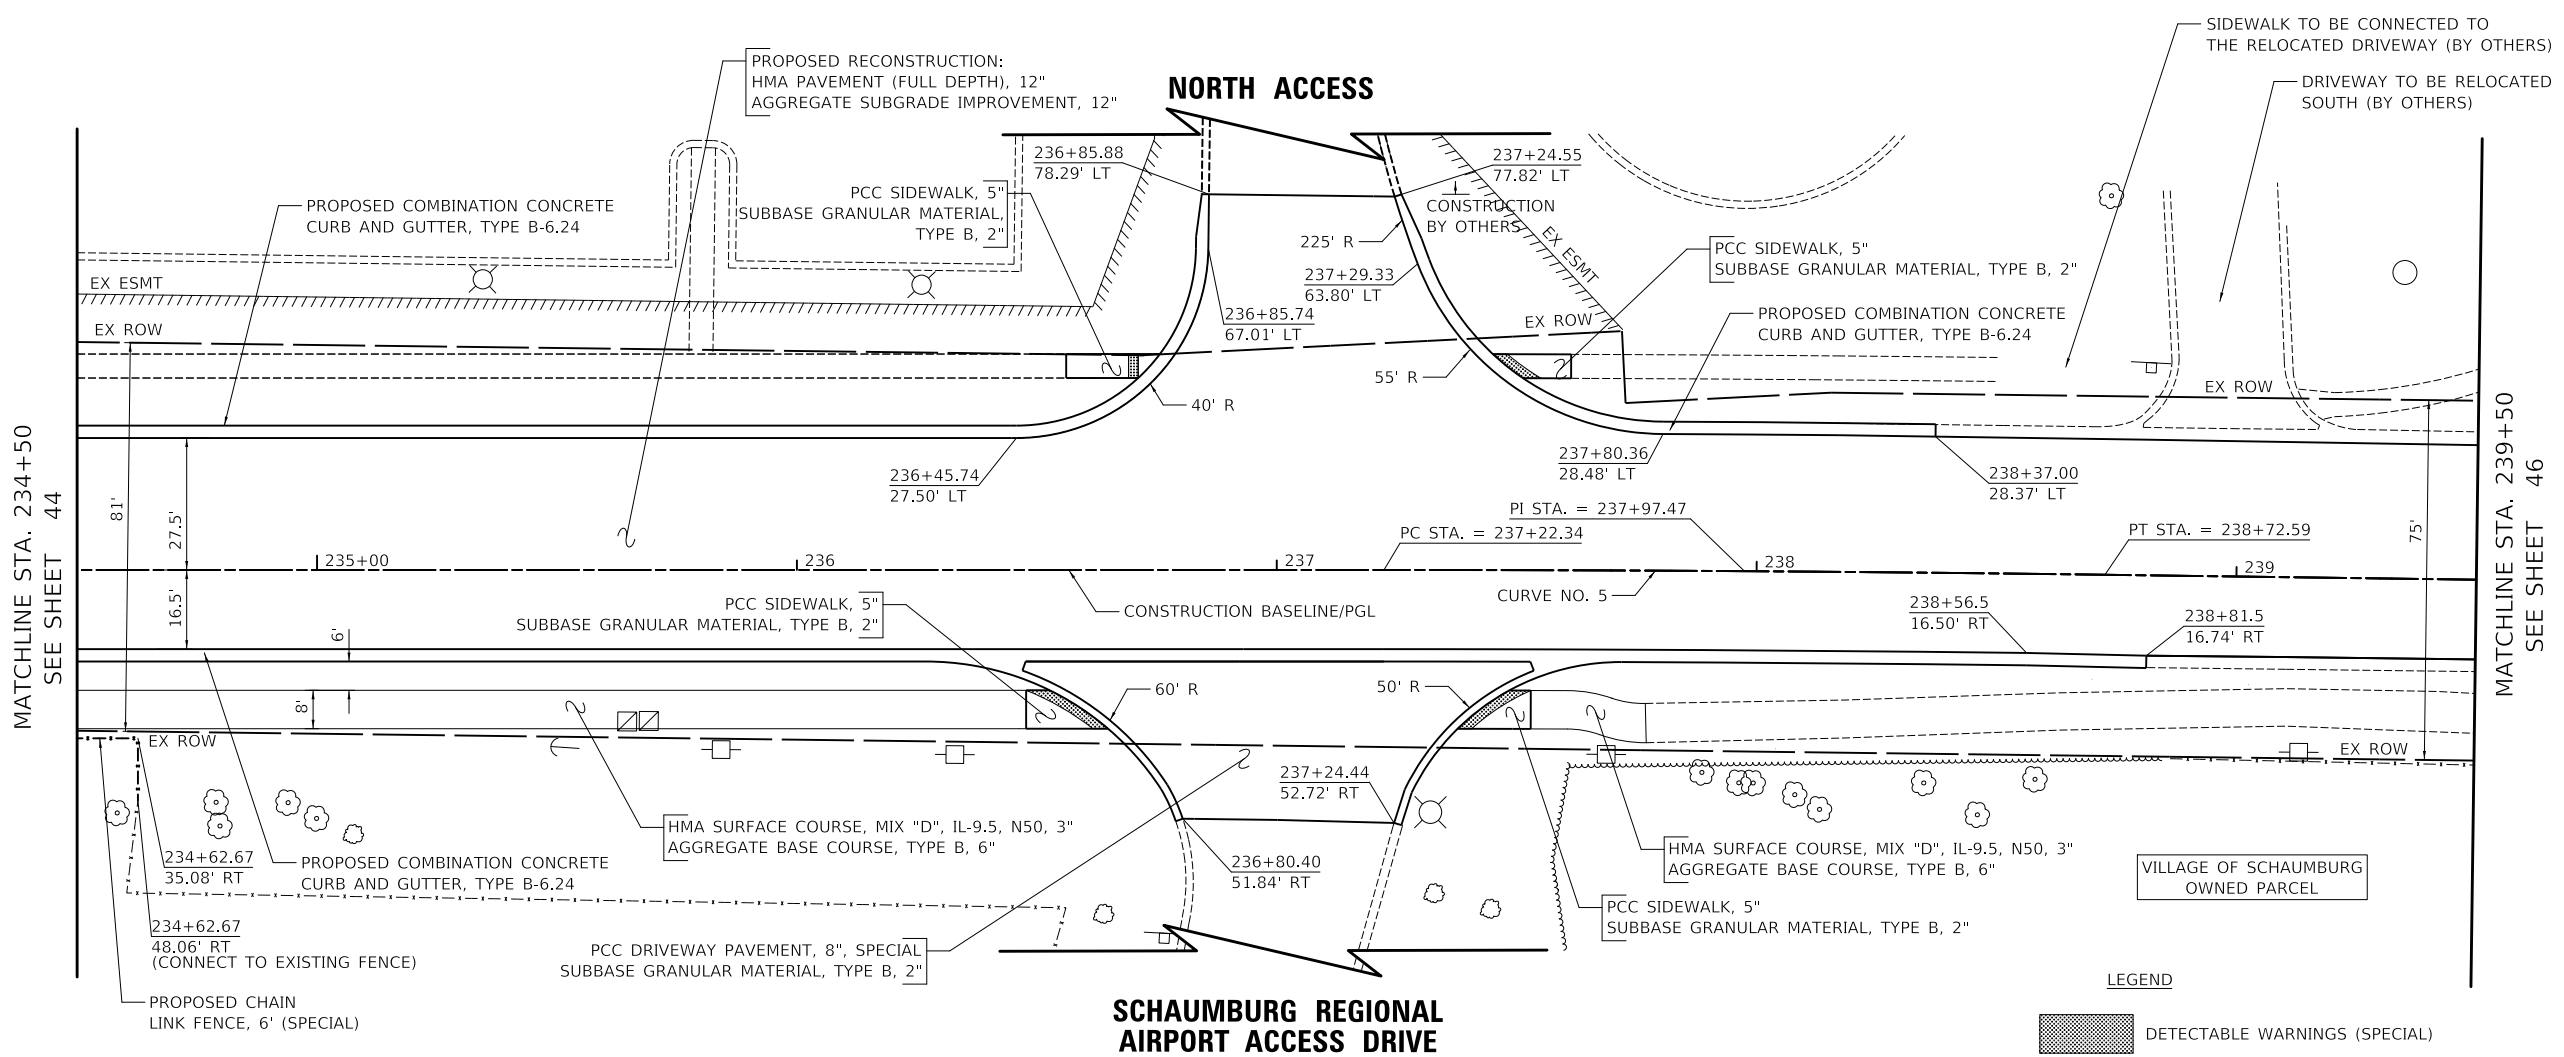 SIDEWALK TO BE CONNECTED TO
THE RELOCATED DRIVEWAY (BY OTHERS)
DRIVEWAY TO BE RELOCATED
SOUTH (BY OTHERS)
PROPOSED RECONSTRUCTION:
HMA PAVEMENT (FULL DEPTH), 12"
AGGREGATE SUBGRADE IMPROVEMENT, 12"
NORTH ACCESS
236+85.88
78.29' LT
237+24.55
77.82' LT
PCC SIDEWALK, 5"
SUBBASE GRANULAR MATERIAL,
TYPE B, 2"
CONSTRUCTION
BY OTHERS
PROPOSED COMBINATION CONCRETE
CURB AND GUTTER, TYPE B-6.24
225' R
EX ESMT
PCC SIDEWALK, 5"
SUBBASE GRANULAR MATERIAL, TYPE B, 2"
237+29.33
63.80' LT
EX ESMT
236+85.74
67.01' LT
EX ROW
PROPOSED COMBINATION CONCRETE
CURB AND GUTTER, TYPE B-6.24
EX ROW
55' R
40' R
EX ROW
MATCHLINE STA. 234+50
SEE SHEET 44
MATCHLINE STA. 239+50
SEE SHEET 46
81'
27.5'
16.5'
75'
236+45.74
27.50' LT
237+80.36
28.48' LT
238+37.00
28.37' LT
PI STA. = 237+97.47
PC STA. = 237+22.34
PT STA. = 238+72.59
235+00
236
237
238
239
CONSTRUCTION BASELINE/PGL
CURVE NO. 5
PCC SIDEWALK, 5"
SUBBASE GRANULAR MATERIAL, TYPE B, 2"
238+56.5
16.50' RT
238+81.5
16.74' RT
6'
8'
60' R
50' R
EX ROW
EX ROW
237+24.44
52.72' RT
HMA SURFACE COURSE, MIX "D", IL-9.5, N50, 3"
AGGREGATE BASE COURSE, TYPE B, 6"
HMA SURFACE COURSE, MIX "D", IL-9.5, N50, 3"
AGGREGATE BASE COURSE, TYPE B, 6"
234+62.67
35.08' RT
PROPOSED COMBINATION CONCRETE
CURB AND GUTTER, TYPE B-6.24
236+80.40
51.84' RT
VILLAGE OF SCHAUMBURG
OWNED PARCEL
PCC SIDEWALK, 5"
SUBBASE GRANULAR MATERIAL, TYPE B, 2"
234+62.67
48.06' RT
(CONNECT TO EXISTING FENCE)
PCC DRIVEWAY PAVEMENT, 8", SPECIAL
SUBBASE GRANULAR MATERIAL, TYPE B, 2"
PROPOSED CHAIN
LINK FENCE, 6' (SPECIAL)
SCHAUMBURG REGIONAL
AIRPORT ACCESS DRIVE
LEGEND
DETECTABLE WARNINGS (SPECIAL)